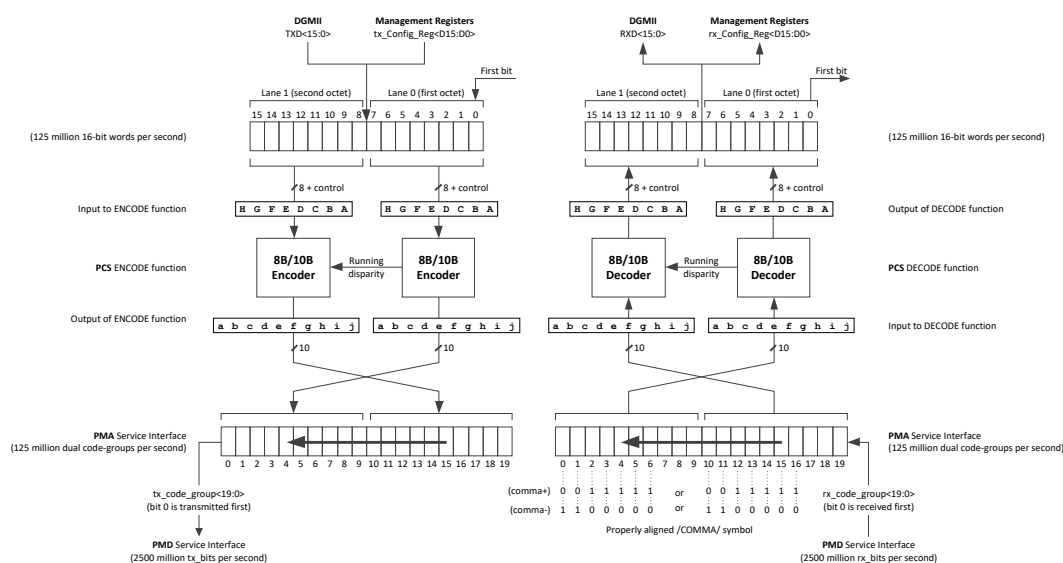 DGMII
TXD<15:0>
Management Registers
tx_Config_Reg<D15:D0>
First bit
Lane 1 (second octet)
Lane 0 (first octet)
15 14 13 12 11 10 9 8 7 6 5 4 3 2 1 0
(125 million 16-bit words per second)
8 + control
8 + control
Input to ENCODE function
H G F E D C B A
H G F E D C B A
PCS ENCODE function
8B/10B
Encoder
Running
disparity
8B/10B
Encoder
Output of ENCODE function
a b c d e f g h i j
a b c d e f g h i j
10
10
PMA Service Interface
(125 million dual code-groups per second)
0 1 2 3 4 5 6 7 8 9 10 11 12 13 14 15 16 17 18 19
tx_code_group<19:0>
(bit 0 is transmitted first)
PMD Service Interface
(2500 million tx_bits per second)
DGMII
RXD<15:0>
Management Registers
rx_Config_Reg<D15:D0>
First bit
Lane 1 (second octet)
Lane 0 (first octet)
15 14 13 12 11 10 9 8 7 6 5 4 3 2 1 0
(125 million 16-bit words per second)
8 + control
8 + control
H G F E D C B A
H G F E D C B A
Output of DECODE function
8B/10B
Decoder
Running
disparity
8B/10B
Decoder
PCS DECODE function
a b c d e f g h i j
a b c d e f g h i j
Input to DECODE function
10
10
PMA Service Interface
(125 million dual code-groups per second)
0 1 2 3 4 5 6 7 8 9 10 11 12 13 14 15 16 17 18 19
(comma+) 0 0 1 1 1 1 1 or 0 0 1 1 1 1 1
(comma-) 1 1 0 0 0 0 0 or 1 1 0 0 0 0 0
Properly aligned /COMMA/ symbol
rx_code_group<19:0>
(bit 0 is received first)
PMD Service Interface
(2500 million rx_bits per second)